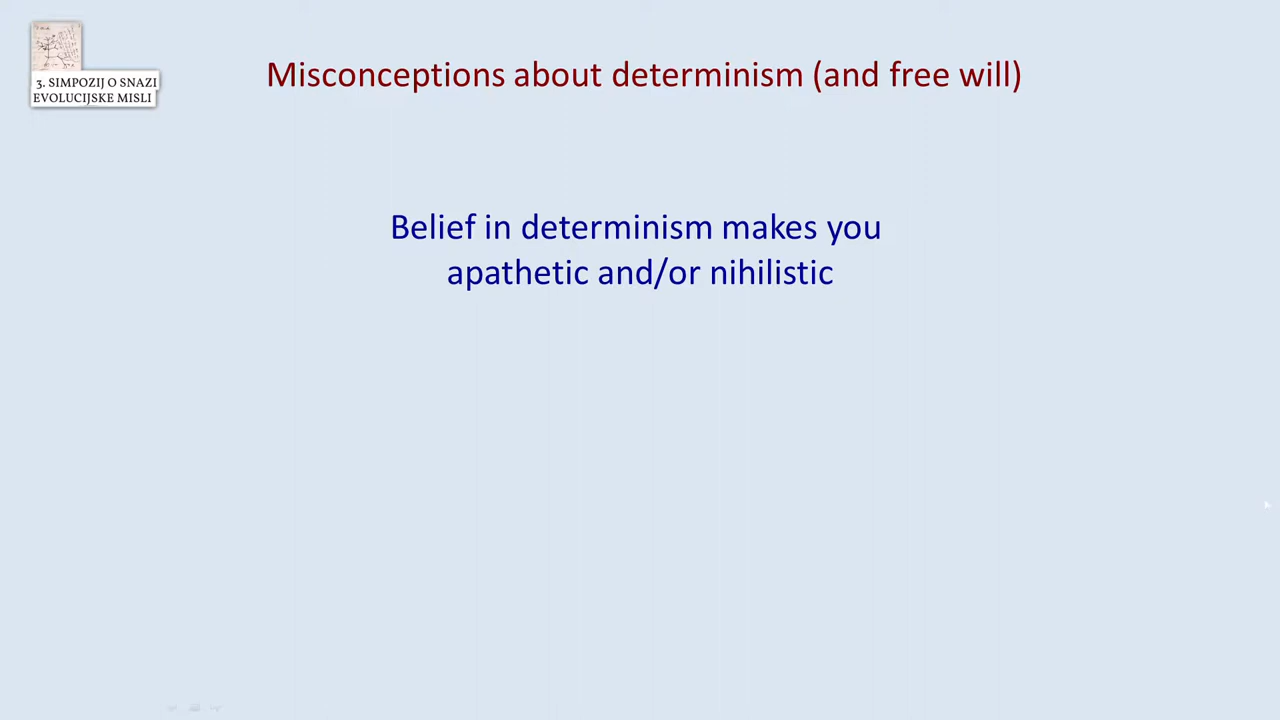 3. SIMPOZIJ O SNAZI
EVOLUCIJSKE MISLI
Misconceptions about determinism (and free will)
Belief in determinism makes you
apathetic and/or nihilistic